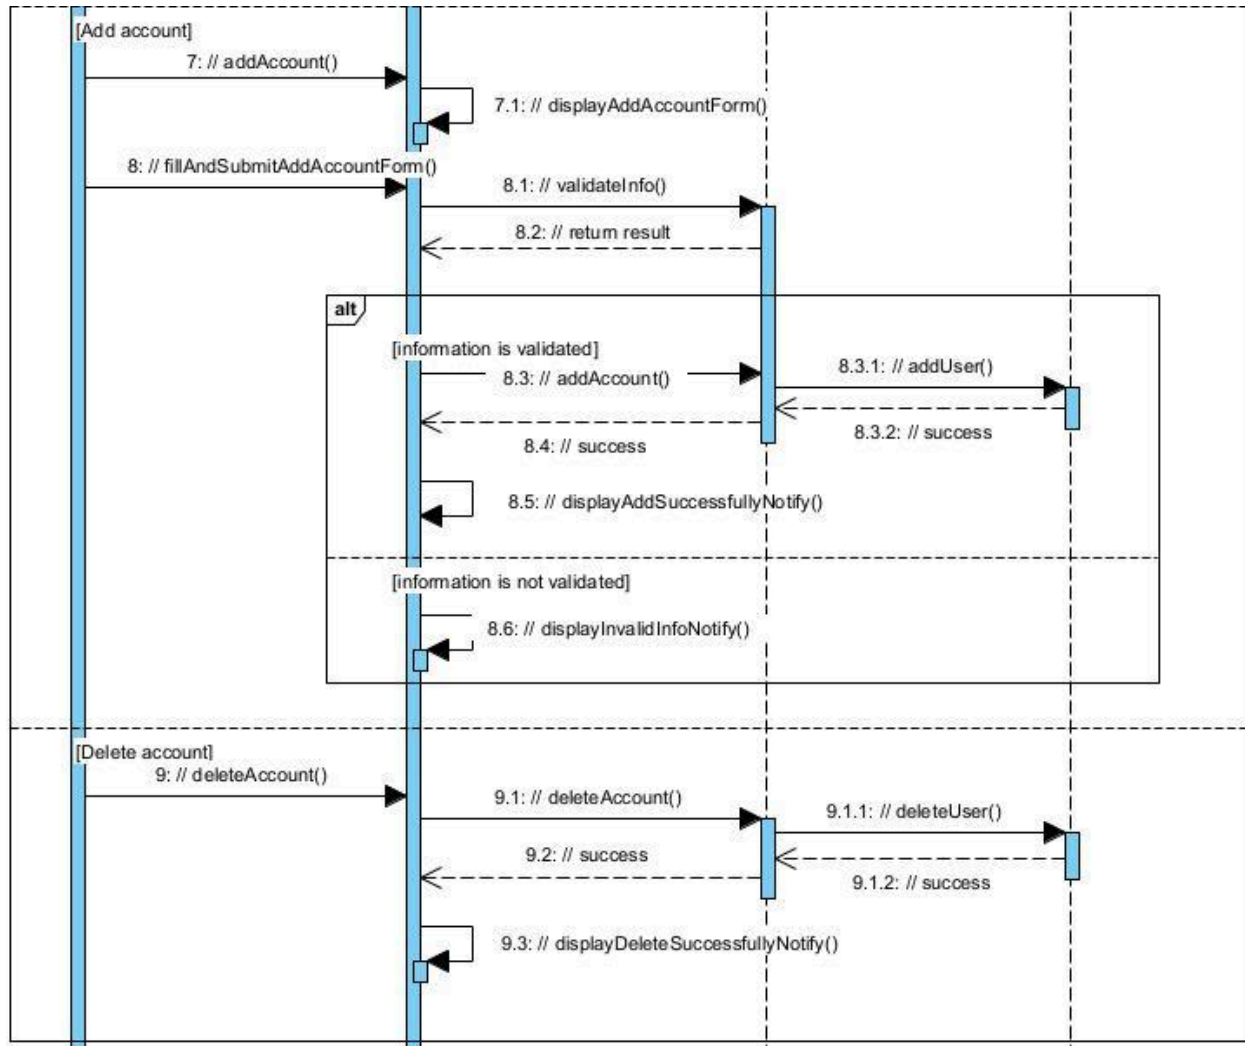 [Add account]
7: // addAccount()
7.1: // displayAddAccountForm()
8: // fillAndSubmitAddAccountForm()
8.1: // validateInfo()
8.2: // return result
alt
[information is validated]
8.3: // addAccount()
8.3.1: // addUser()
8.3.2: // success
8.4: // success
8.5: // displayAddSuccessfullyNotify()
[information is not validated]
8.6: // displayInvalidInfoNotify()
[Delete account]
9: // deleteAccount()
9.1: // deleteAccount()
9.1.1: // deleteUser()
9.2: // success
9.1.2: // success
9.3: // displayDeleteSuccessfullyNotify()